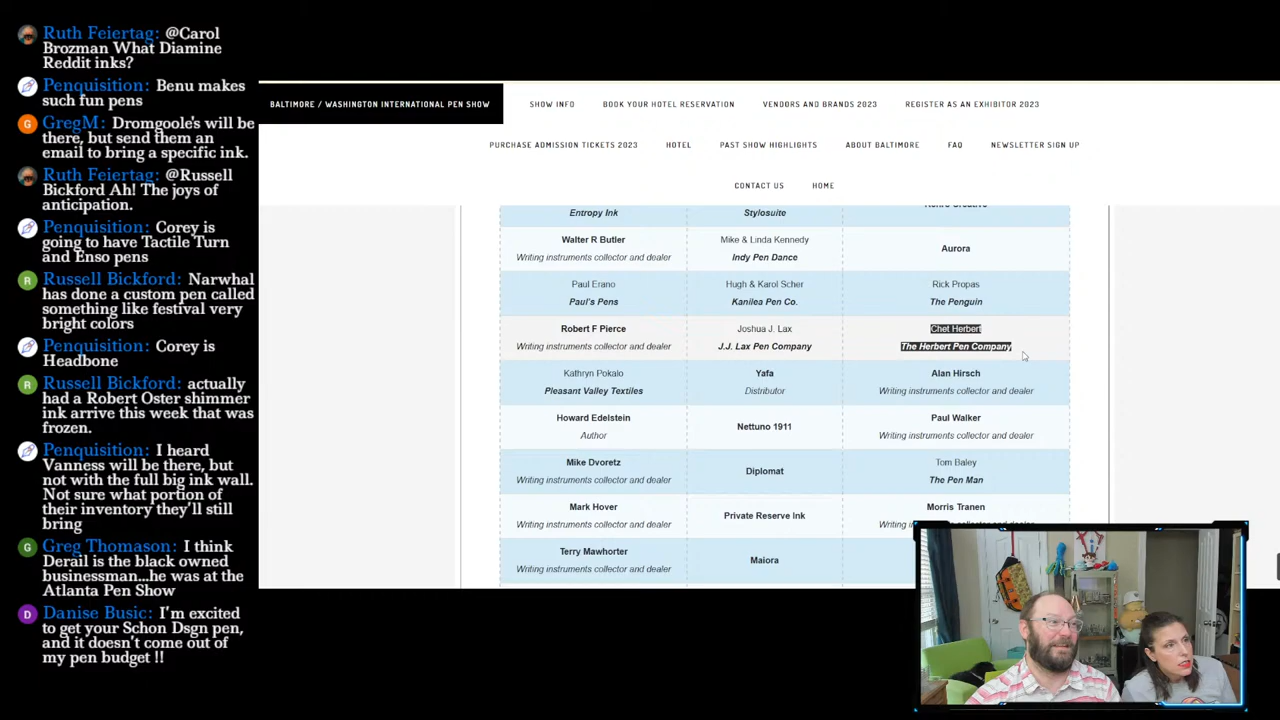 Ruth Feiertag: @Carol
Brozman What Diamine
Reddit inks?
Penquisition: Benu makes
such fun pens
G
GregM: Dromgoole's will be
there, but send them an
email to bring a specific ink.
Ruth Feiertag: @Russell
Bickford Ah! The joys of
anticipation.
Penquisition: Corey is
going to have Tactile Turn
and Enso pens
R
Russell Bickford: Narwhal
has done a custom pen called
something like festival very
bright colors
Penquisition: Corey is
Headbone
R
Russell Bickford: actually
had a Robert Oster shimmer
ink arrive this week that was
frozen.
Penquisition: I heard
Vanness will be there, but
not with the full big ink wall.
Not sure what portion of
their inventory they'll still
bring
G
Greg Thomason: I think
Derail is the black owned
businessman...he was at the
Atlanta Pen Show
D
Danise Busic: I'm excited
to get your Schon Dsgn pen,
and it doesn't come out of
my pen budget !!
BALTIMORE / WASHINGTON INTERNATIONAL PEN SHOW
SHOW INFO
BOOK YOUR HOTEL RESERVATION
VENDORS AND BRANDS 2023
REGISTER AS AN EXHIBITOR 2023
PURCHASE ADMISSION TICKETS 2023
HOTEL
PAST SHOW HIGHLIGHTS
ABOUT BALTIMORE
FAQ
NEWSLETTER SIGN UP
CONTACT US
HOME
Entropy Ink
Stylosuite
Walter R Butler
Writing instruments collector and dealer
Mike & Linda Kennedy
Indy Pen Dance
Aurora
Paul Erano
Paul's Pens
Hugh & Karol Scher
Kanilea Pen Co.
Rick Propas
The Penguin
Robert F Pierce
Writing instruments collector and dealer
Joshua J. Lax
J.J. Lax Pen Company
Chet Herbert
The Herbert Pen Company
Kathryn Pokalo
Pleasant Valley Textiles
Yafa
Distributor
Alan Hirsch
Writing instruments collector and dealer
Howard Edelstein
Author
Nettuno 1911
Paul Walker
Writing instruments collector and dealer
Mike Dvoretz
Writing instruments collector and dealer
Diplomat
Tom Baley
The Pen Man
Mark Hover
Writing instruments collector and dealer
Private Reserve Ink
Morris Tranen
Terry Mawhorter
Writing instruments collector and dealer
Maiora